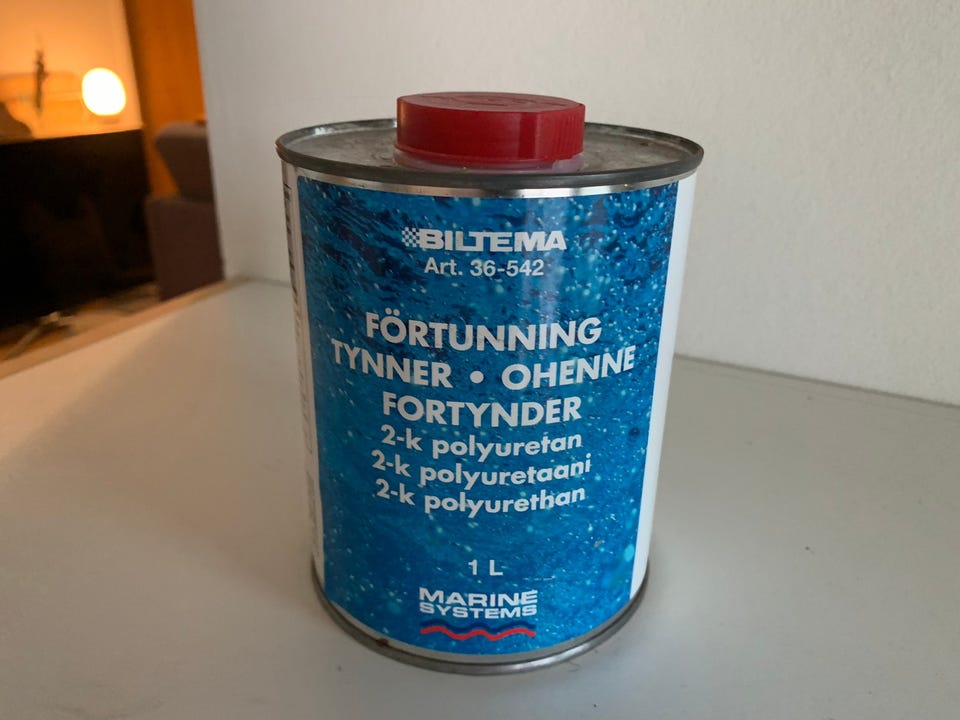 BILTEMA
Art. 36-542
FÖRTUNNING
TYNNER • OHENNE
FORTYNDER
2-k polyuretan
2-k polyuretaani
2-k polyurethan
1 L
MARINE
SYSTEMS